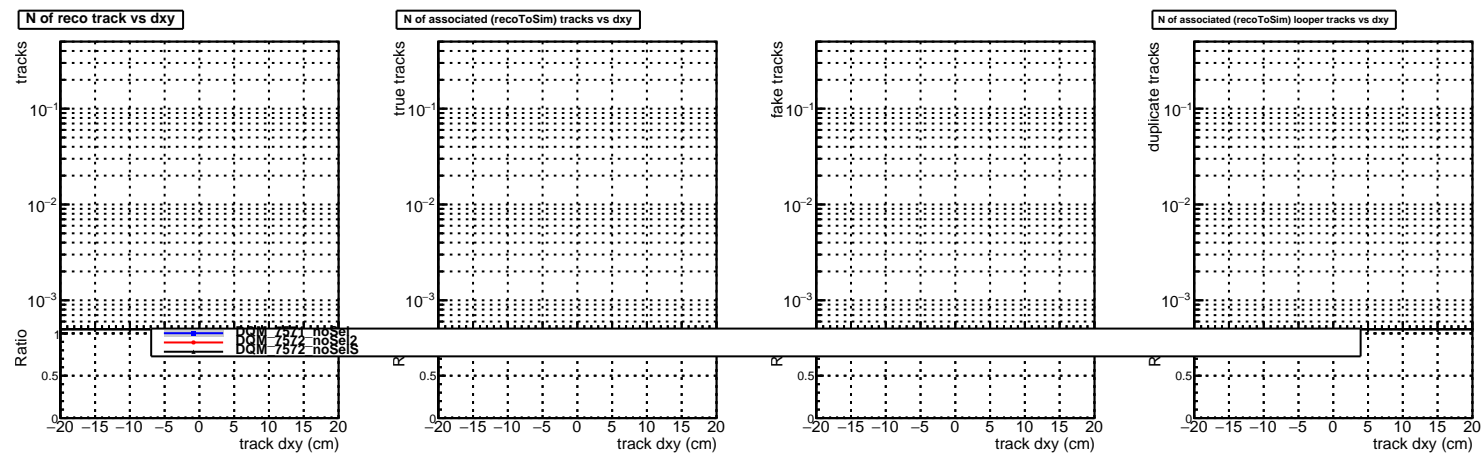 N of reco track vs dxy
N of associated (recoToSim) tracks vs dxy
N of associated (recoToSim) looper tracks vs dxy
tracks
10−1
10−2
10−3
Ratio
1
0.5
0
−20 −15 −10 −5 0 5 10 15 20
track dxy (cm)
true tracks
10−1
10−2
10−3
0.5
0
−20 −15 −10 −5 0 5 10 15 20
track dxy (cm)
fake tracks
10−1
10−2
10−3
0.5
0
−20 −15 −10 −5 0 5 10 15 20
track dxy (cm)
duplicate tracks
10−1
10−2
10−3
0.5
0
−20 −15 −10 −5 0 5 10 15 20
track dxy (cm)
DQM_7571_noSel
DQM_7572_noSel2
DQM_7572_noSelS